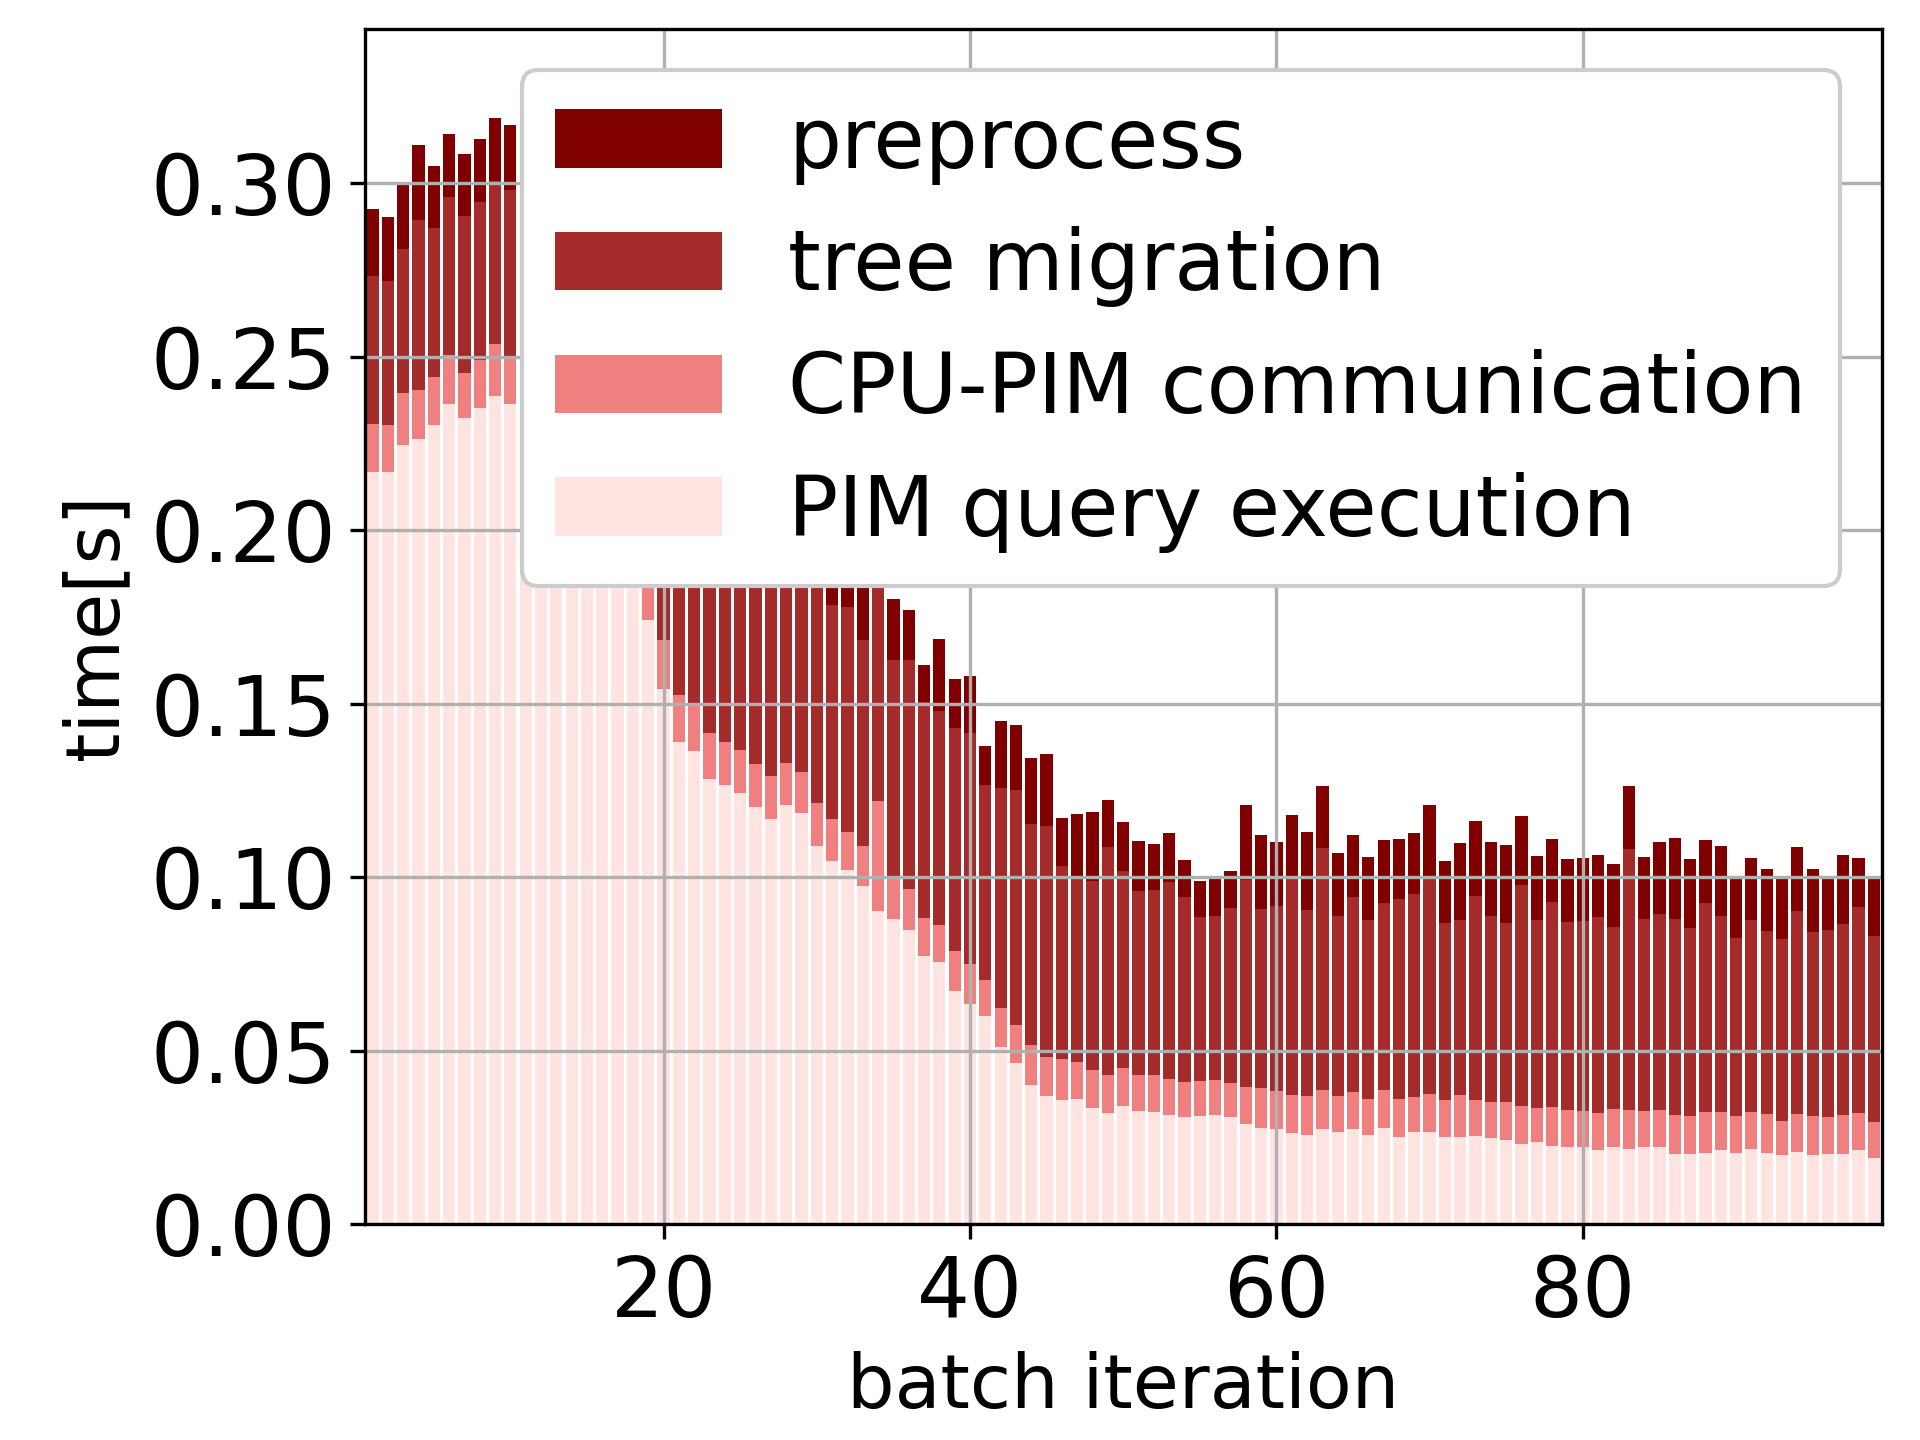 preprocess
tree migration
CPU-PIM communication
PIM query execution
time[s]
0.30
0.25
0.20
0.15
0.10
0.05
0.00
20 40 60 80
batch iteration